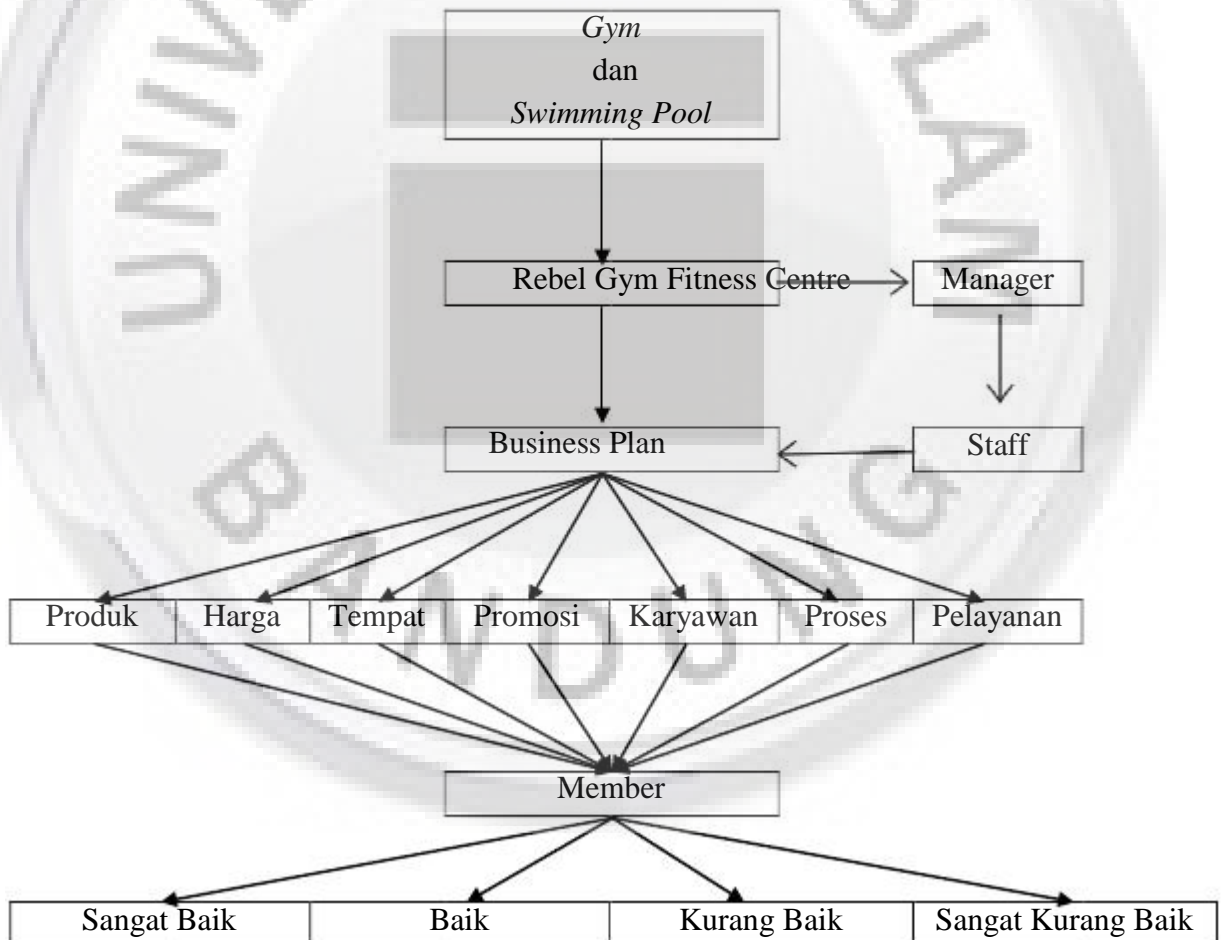 Gym
dan
Swimming Pool
Rebel Gym Fitness Centre
Manager
Business Plan
Staff
Produk
Harga
Tempat
Promosi
Karyawan
Proses
Pelayanan
Member
Sangat Baik
Baik
Kurang Baik
Sangat Kurang Baik
BANDUNG